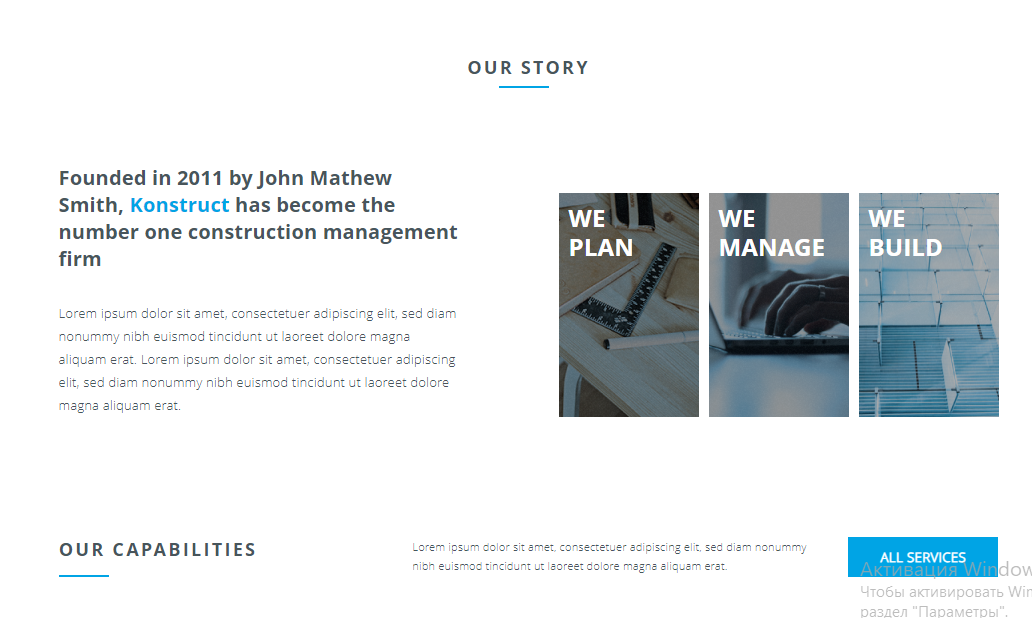 OUR STORY
Founded in 2011 by John Mathew
Smith, Konstruct has become the
number one construction management
firm
Lorem ipsum dolor sit amet, consectetuer adipiscing elit, sed diam
nonummy nibh euismod tincidunt ut laoreet dolore magna
aliquam erat. Lorem ipsum dolor sit amet, consectetuer adipiscing
elit, sed diam nonummy nibh euismod tincidunt ut laoreet dolore
magna aliquam erat.
WE
PLAN
WE
MANAGE
WE
BUILD
OUR CAPABILITIES
Lorem ipsum dolor sit amet, consectetuer adipiscing elit, sed diam nonummy
nibh euismod tincidunt ut laoreet dolore magna aliquam erat.
ALL SERVICES
Активация Window
Чтобы активировать Win
раздел "Параметры".